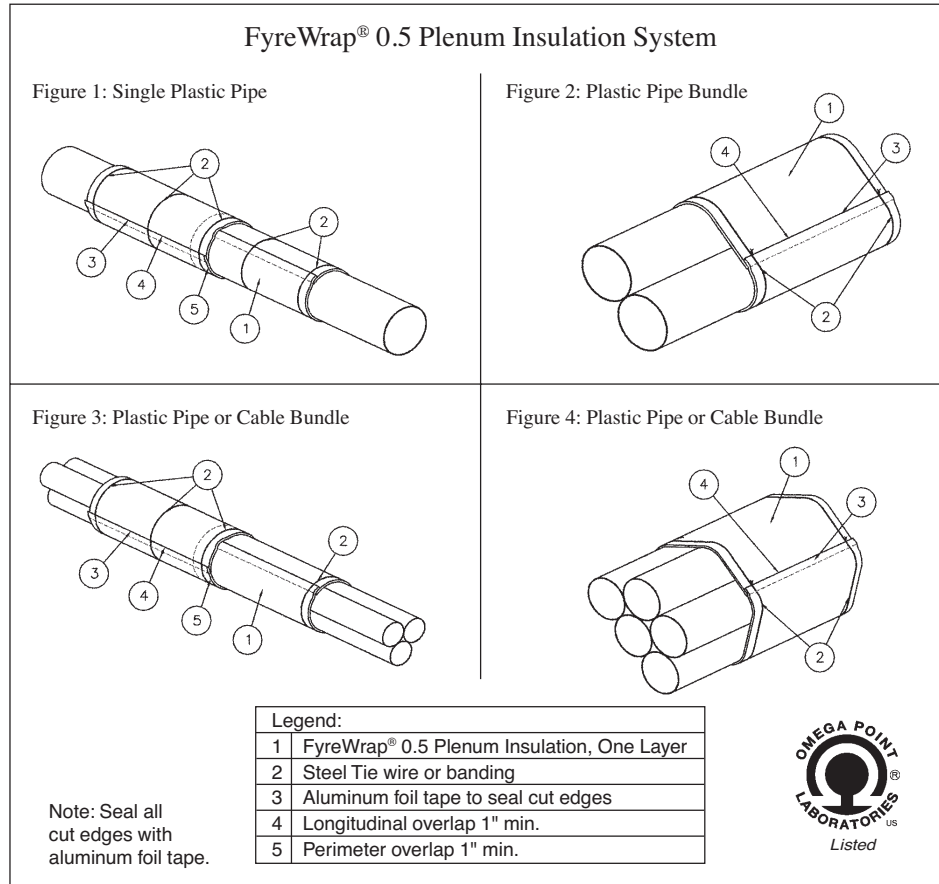 FyreWrap® 0.5 Plenum Insulation System
Figure 1: Single Plastic Pipe
2
2
3
4
5
1
Figure 2: Plastic Pipe Bundle
1
4
3
2
Figure 3: Plastic Pipe or Cable Bundle
2
2
3
4
5
1
Figure 4: Plastic Pipe or Cable Bundle
1
4
3
2
Legend:
1 FyreWrap® 0.5 Plenum Insulation, One Layer
2 Steel Tie wire or banding
3 Aluminum foil tape to seal cut edges
4 Longitudinal overlap 1" min.
5 Perimeter overlap 1" min.
Note: Seal all
cut edges with
aluminum foil tape.
OMEGA POINT
LABORATORIES
®
US
Listed